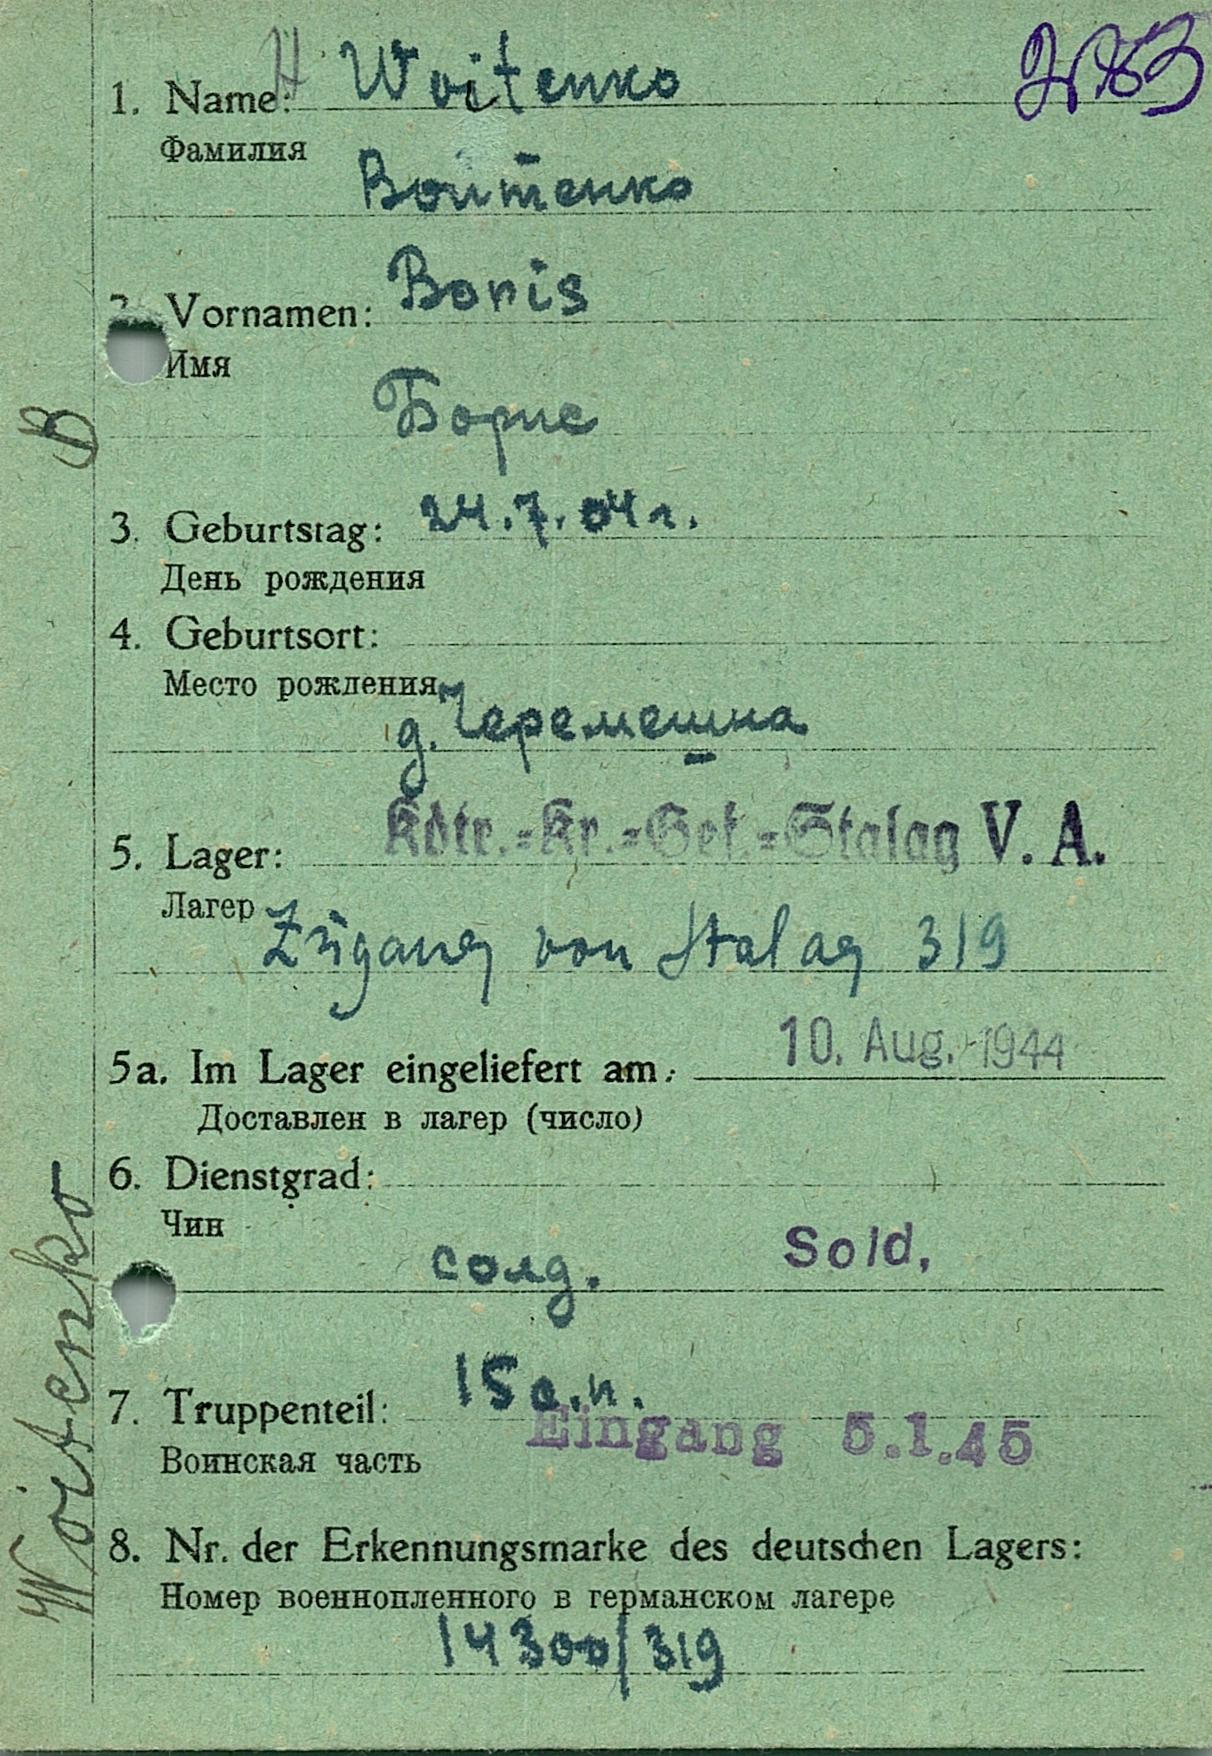 1. Name: Woitenko
Фамилия
Войтенко
Vornamen: Boris
Имя
Борис
В
3. Geburtstag: 24.7.04 г.
День рождения
4. Geburtsort:
Место рождения
д. Черемешна
Kdtr.=Kr.=Gef.=Stalag V. A.
5. Lager:
Лагер
Zugang von Stalag 319
5a. Im Lager eingeliefert am: 10. Aug. 1944
Доставлен в лагер (число)
6. Dienstgrad:
Чин
солд. Sold.
7. Truppenteil: 15
Eingang 5.1.45
Воинская часть
8. Nr. der Erkennungsmarke des deutschen Lagers:
Номер военнопленного в германском лагере
14300/319
Woitenko